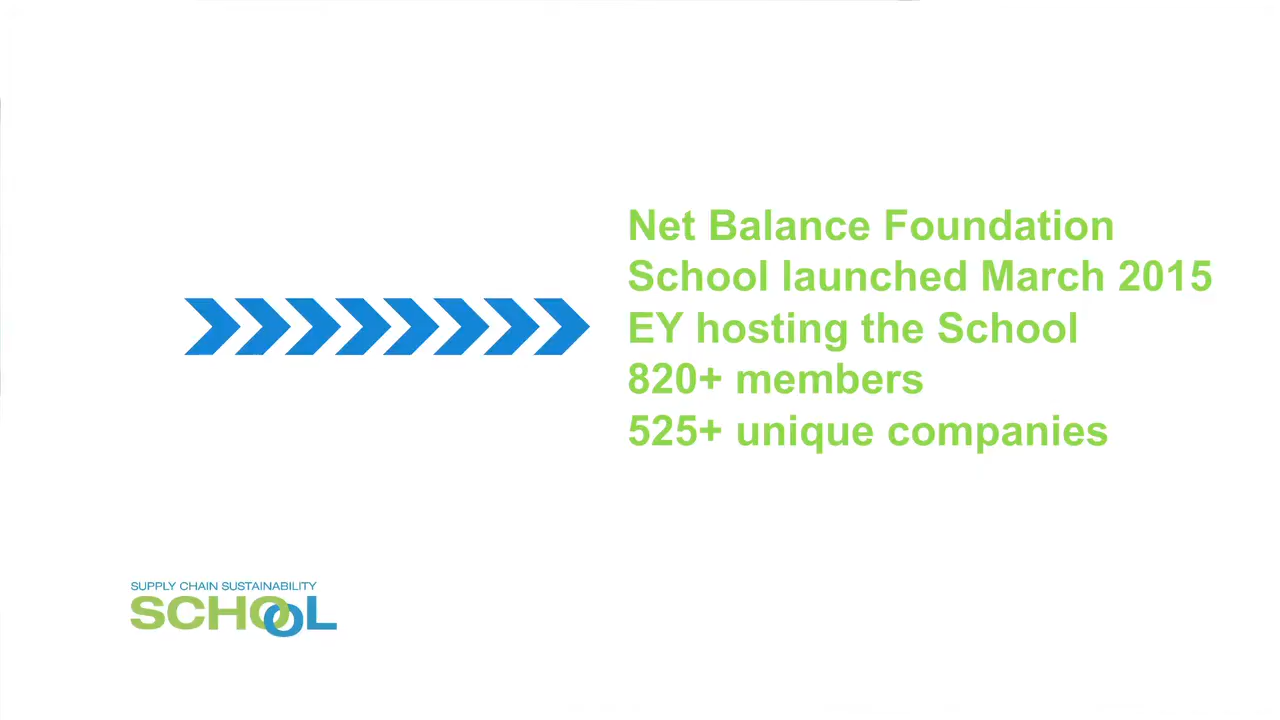 Net Balance Foundation
School launched March 2015
EY hosting the School
820+ members
525+ unique companies
SUPPLY CHAIN SUSTAINABILITY
SCHOOL